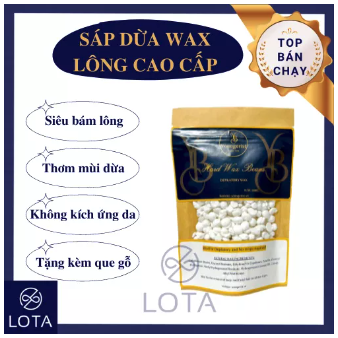 SÁP DỪA WAX
LÔNG CAO CẤP
TOP
BÁN
CHẠY
Siêu bám lông
Thơm mùi dừa
Không kích ứng da
Tặng kèm que gỗ
Hard Wax Beans
LOTA
LOTA